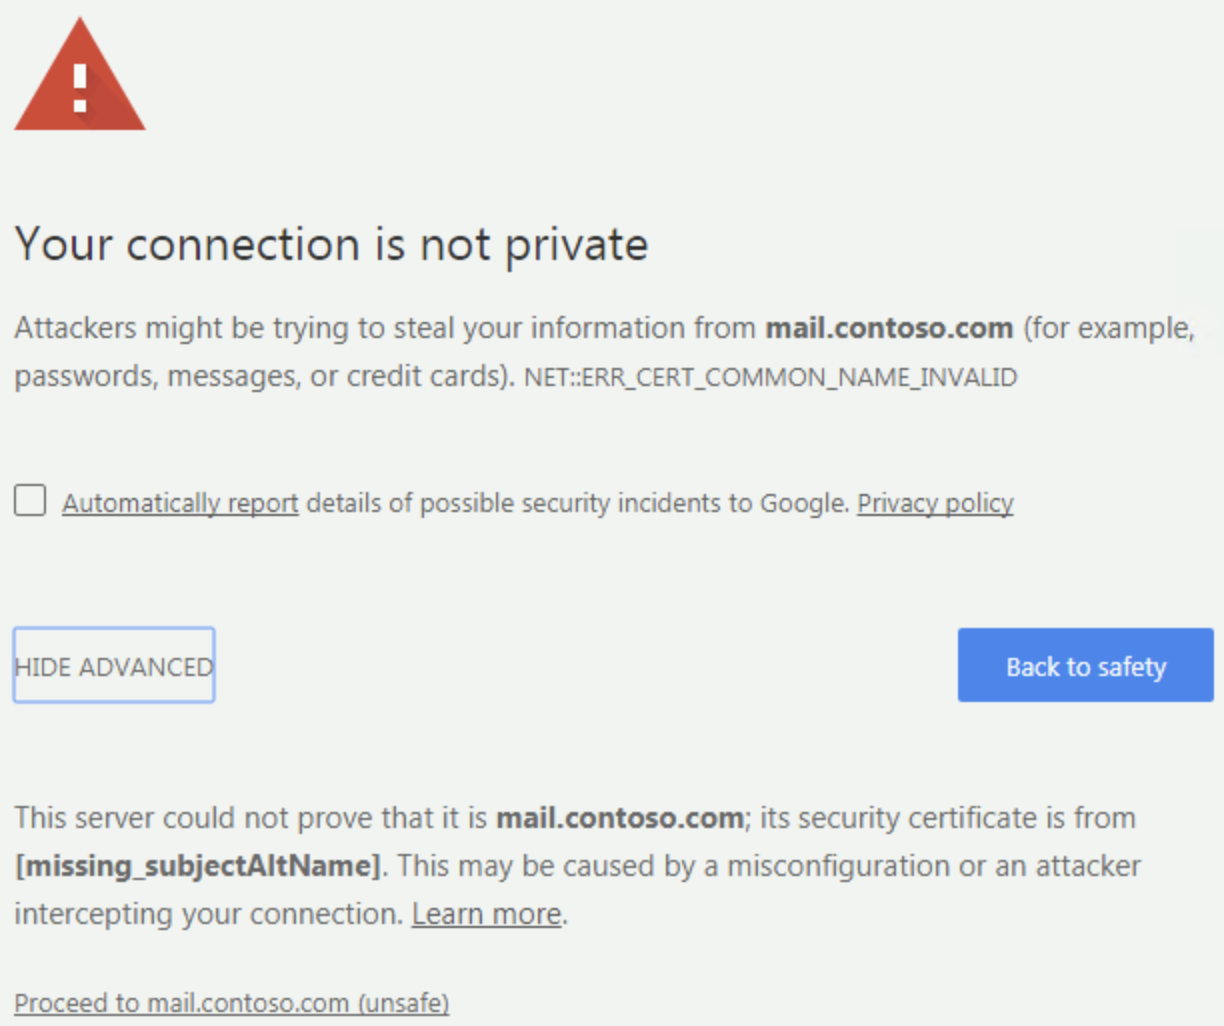 Your connection is not private
Attackers might be trying to steal your information from mail.contoso.com (for example,
passwords, messages, or credit cards). NET::ERR_CERT_COMMON_NAME_INVALID
Automatically report details of possible security incidents to Google. Privacy policy
HIDE ADVANCED
Back to safety
This server could not prove that it is mail.contoso.com; its security certificate is from
[missing_subjectAltName]. This may be caused by a misconfiguration or an attacker
intercepting your connection. Learn more.
Proceed to mail.contoso.com (unsafe)